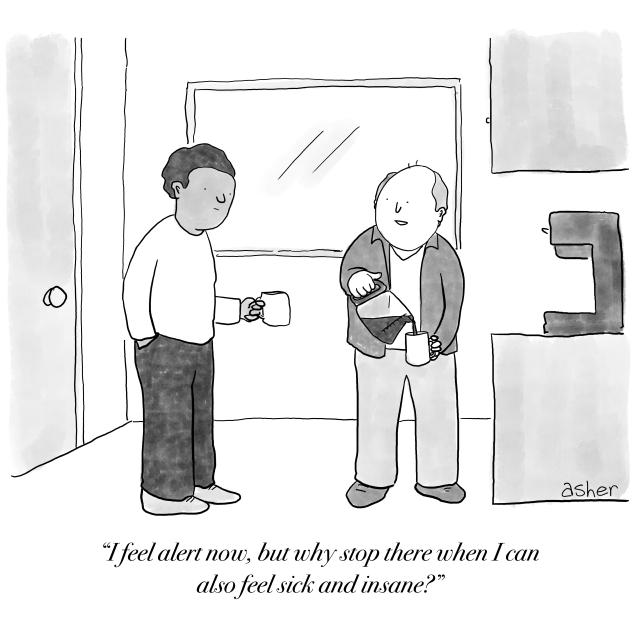 asher
“I feel alert now, but why stop there when I can
also feel sick and insane?”